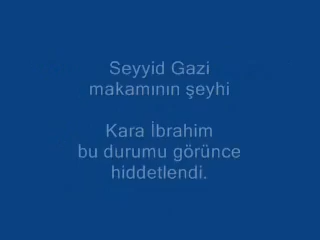 Seyyid Gazi
makamının şeyhi
Kara İbrahim
bu durumu görünce
hiddetlendi.